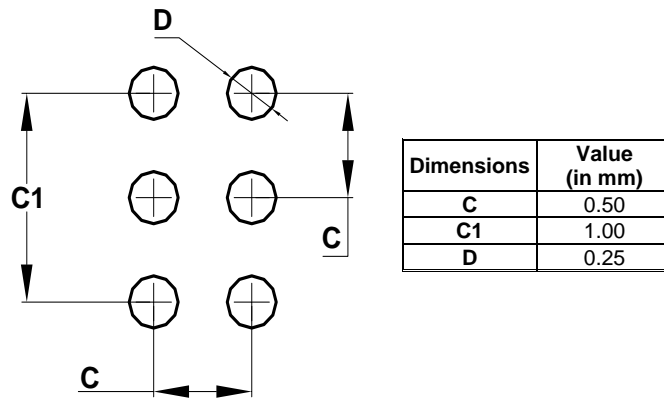 D
C1
C
C
Dimensions Value (in mm)
C 0.50
C1 1.00
D 0.25